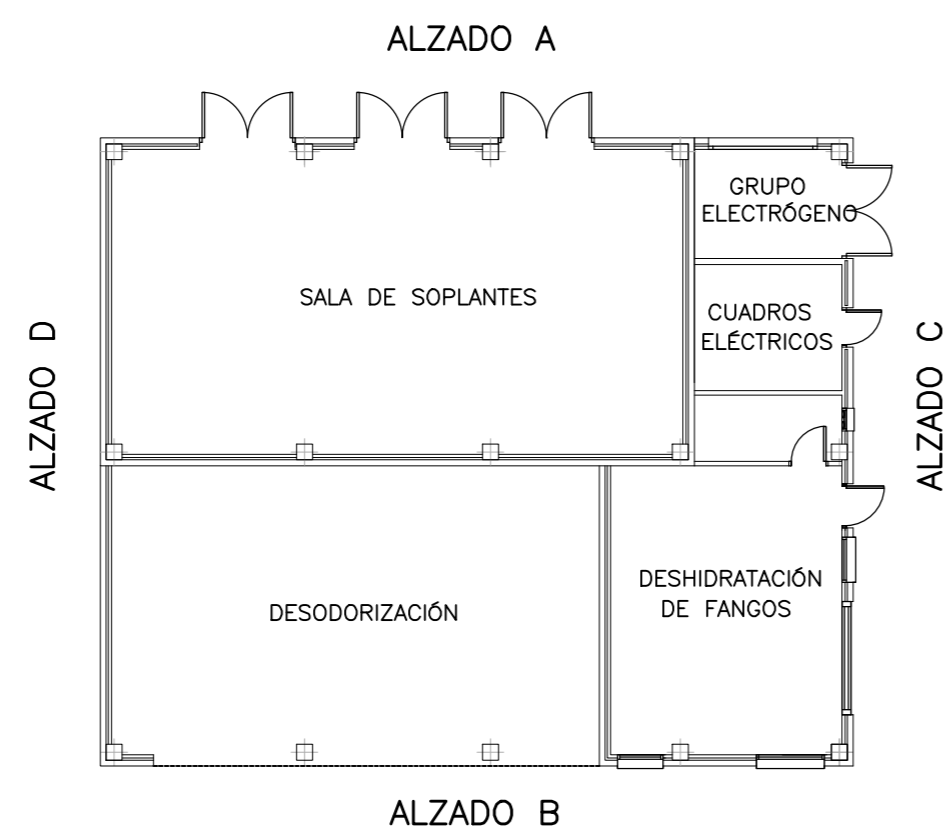 ALZADO A
GRUPO
ELECTRÓGENO
SALA DE SOPLANTES
CUADROS
ELÉCTRICOS
ALZADO D
ALZADO C
DESHIDRATACIÓN
DE FANGOS
DESODORIZACIÓN
ALZADO B